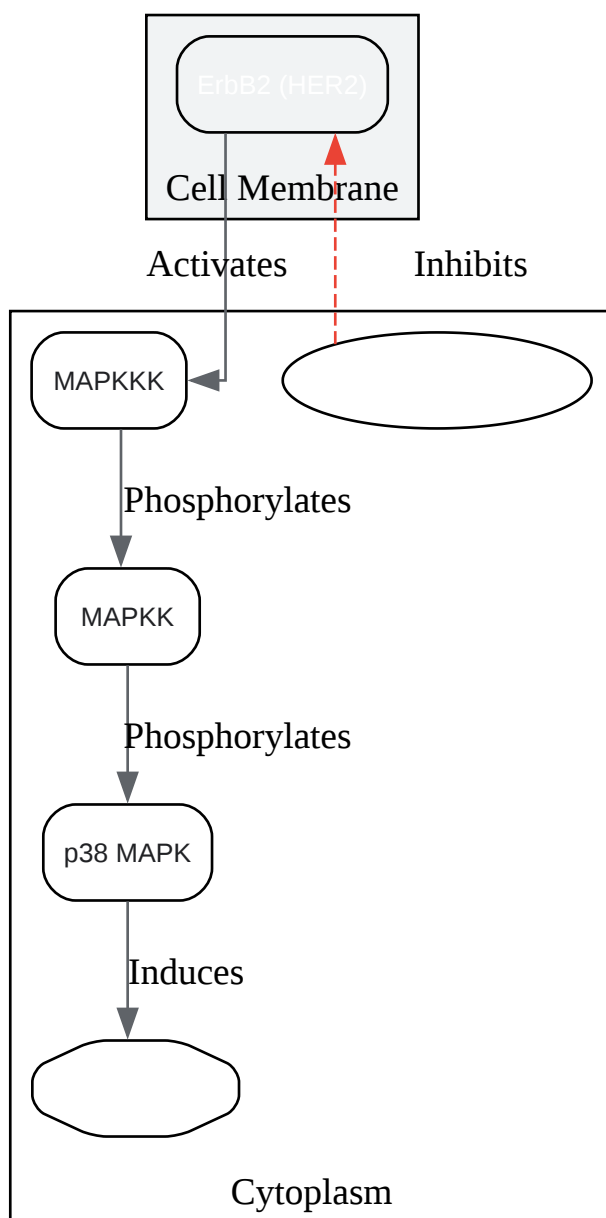 ErbB2 (HER2)
Cell Membrane
Activates
Inhibits
MAPKKK
Phosphorylates
MAPKK
Phosphorylates
p38 MAPK
Induces
Cytoplasm